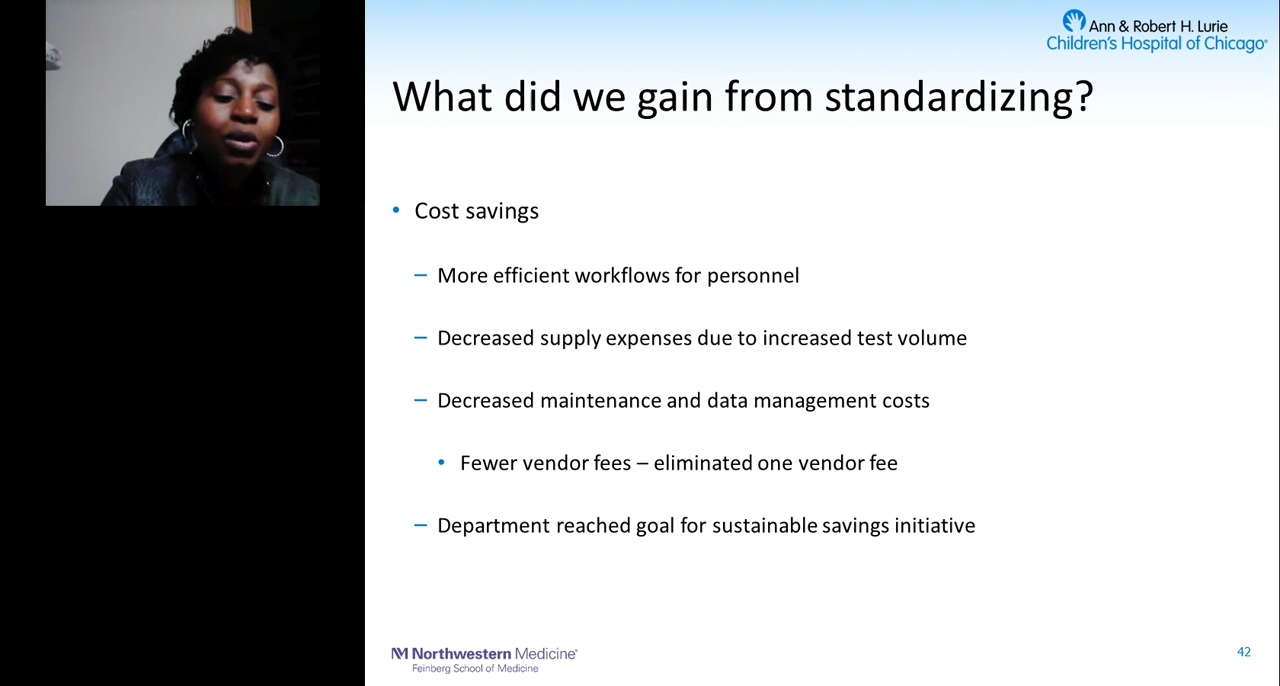 Ann & Robert H. Lurie
Children's Hospital of Chicago®
What did we gain from standardizing?
• Cost savings
– More efficient workflows for personnel
– Decreased supply expenses due to increased test volume
– Decreased maintenance and data management costs
• Fewer vendor fees – eliminated one vendor fee
– Department reached goal for sustainable savings initiative
Northwestern Medicine®
Feinberg School of Medicine
42